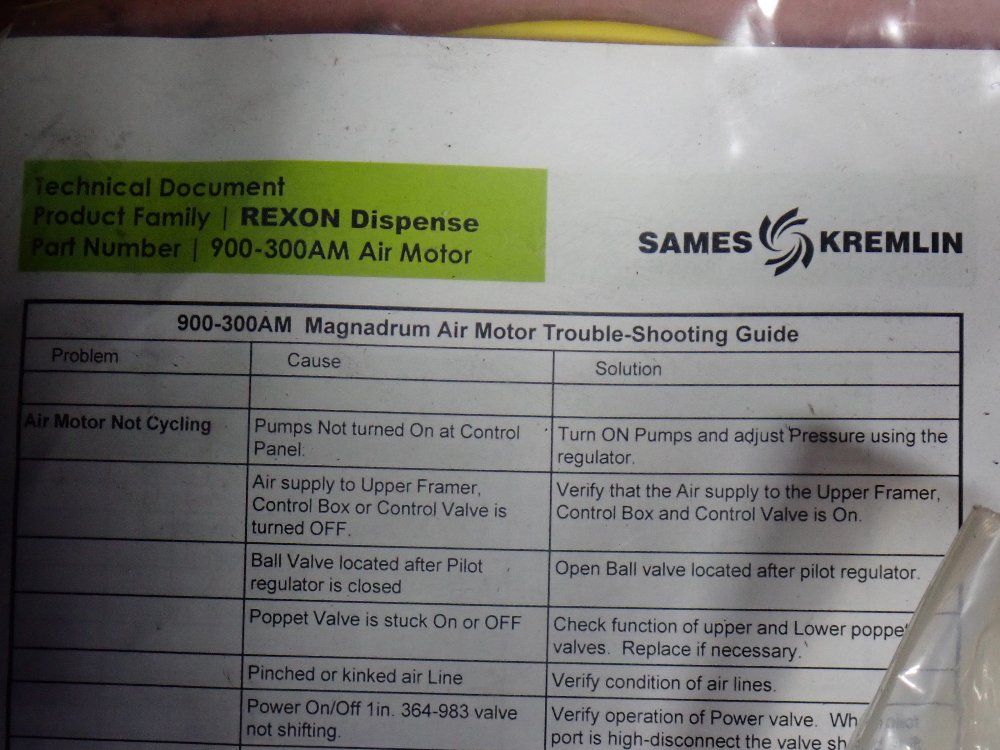 Technical Document
Product Family | REXON Dispense
Part Number | 900-300AM Air Motor
SAMES KREMLIN
900-300AM Magnadrum Air Motor Trouble-Shooting Guide
Problem
Cause
Solution
Air Motor Not Cycling
Pumps Not turned On at Control
Panel.
Turn ON Pumps and adjust Pressure using the
regulator.
Air supply to Upper Framer,
Control Box or Control Valve is
turned OFF.
Verify that the Air supply to the Upper Framer,
Control Box and Control Valve is On.
Ball Valve located after Pilot
regulator is closed
Open Ball valve located after pilot regulator.
Poppet Valve is stuck On or OFF
Check function of upper and Lower poppet
valves. Replace if necessary.
Pinched or kinked air Line
Verify condition of air lines.
Power On/Off 1in. 364-983 valve
not shifting.
Verify operation of Power valve.
port is high-disconnect the valve